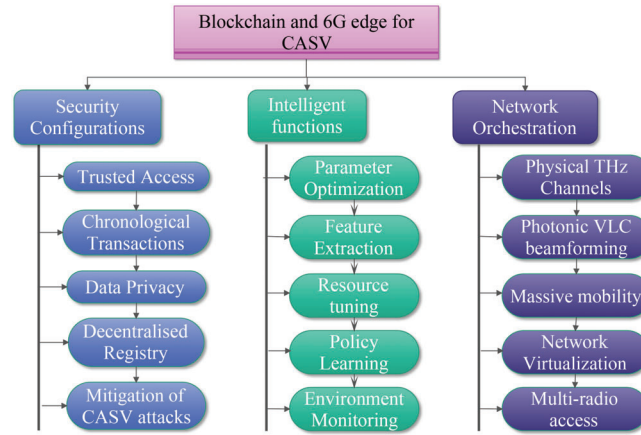 Blockchain and 6G edge for
CASV
Security
Configurations
Trusted Access
Chronological
Transactions
Data Privacy
Decentralised
Registry
Mitigation of
CASV attacks
Intelligent
functions
Parameter
Optimization
Feature
Extraction
Resource
tuning
Policy
Learning
Environment
Monitoring
Network
Orchestration
Physical THz
Channels
Photonic VLC
beamforming
Massive mobility
Network
Virtualization
Multi-radio
access